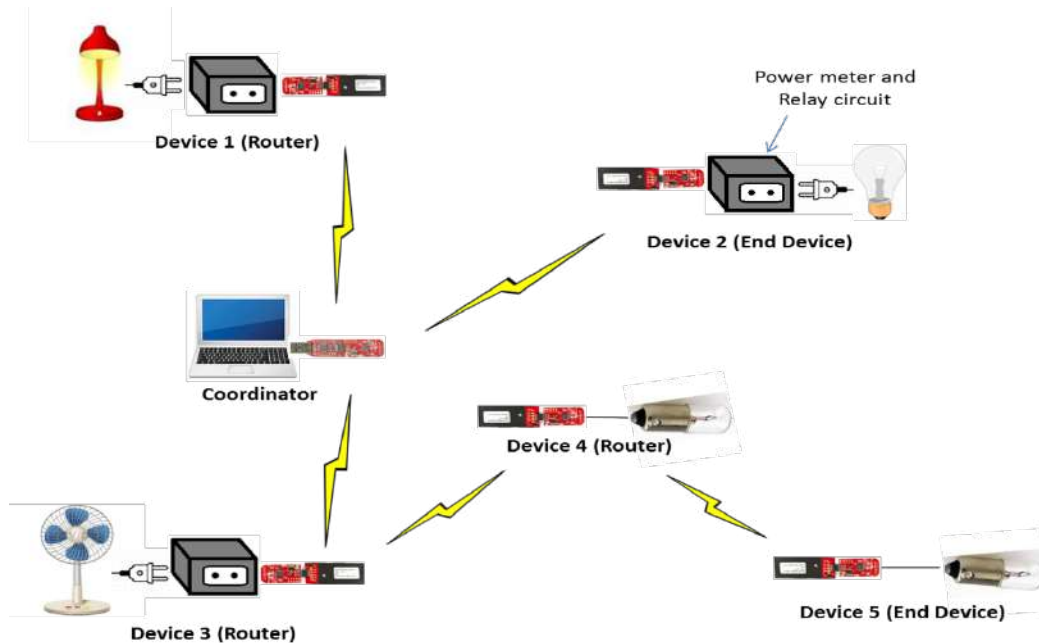 Power meter and
Relay circuit
Device 1 (Router)
Device 2 (End Device)
Coordinator
Device 4 (Router)
Device 5 (End Device)
Device 3 (Router)